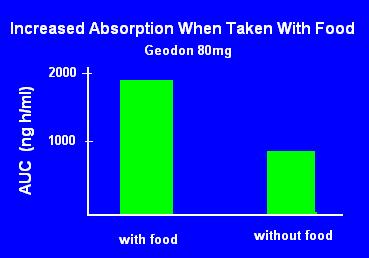 Increased Absorption When Taken With Food
Geodon 80mg
2000
1000
AUC (ng h/ml)
with food
without food